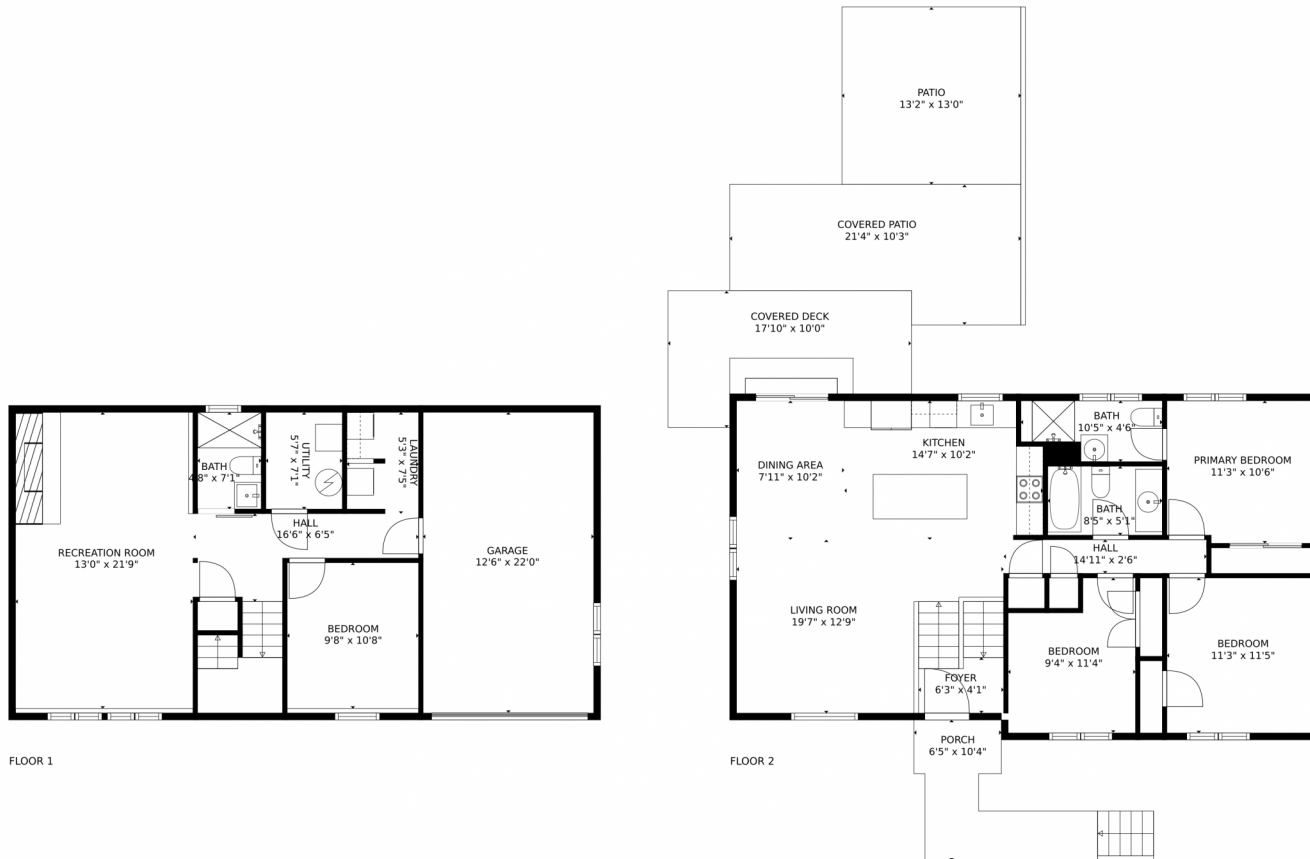 PATIO
13'2" x 13'0"
COVERED PATIO
21'4" x 10'3"
COVERED DECK
17'10" x 10'0"
BATH
4'8" x 7'1"
UTILITY
5'7" x 7'1"
LAUNDRY
5'3" x 7'5"
HALL
16'6" x 6'5"
RECREATION ROOM
13'0" x 21'9"
GARAGE
12'6" x 22'0"
BEDROOM
9'8" x 10'8"
FLOOR 1
KITCHEN
14'7" x 10'2"
DINING AREA
7'11" x 10'2"
BATH
10'5" x 4'6"
PRIMARY BEDROOM
11'3" x 10'6"
BATH
8'5" x 5'1"
HALL
14'11" x 2'6"
LIVING ROOM
19'7" x 12'9"
BEDROOM
9'4" x 11'4"
BEDROOM
11'3" x 11'5"
FOYER
6'3" x 4'1"
PORCH
6'5" x 10'4"
FLOOR 2